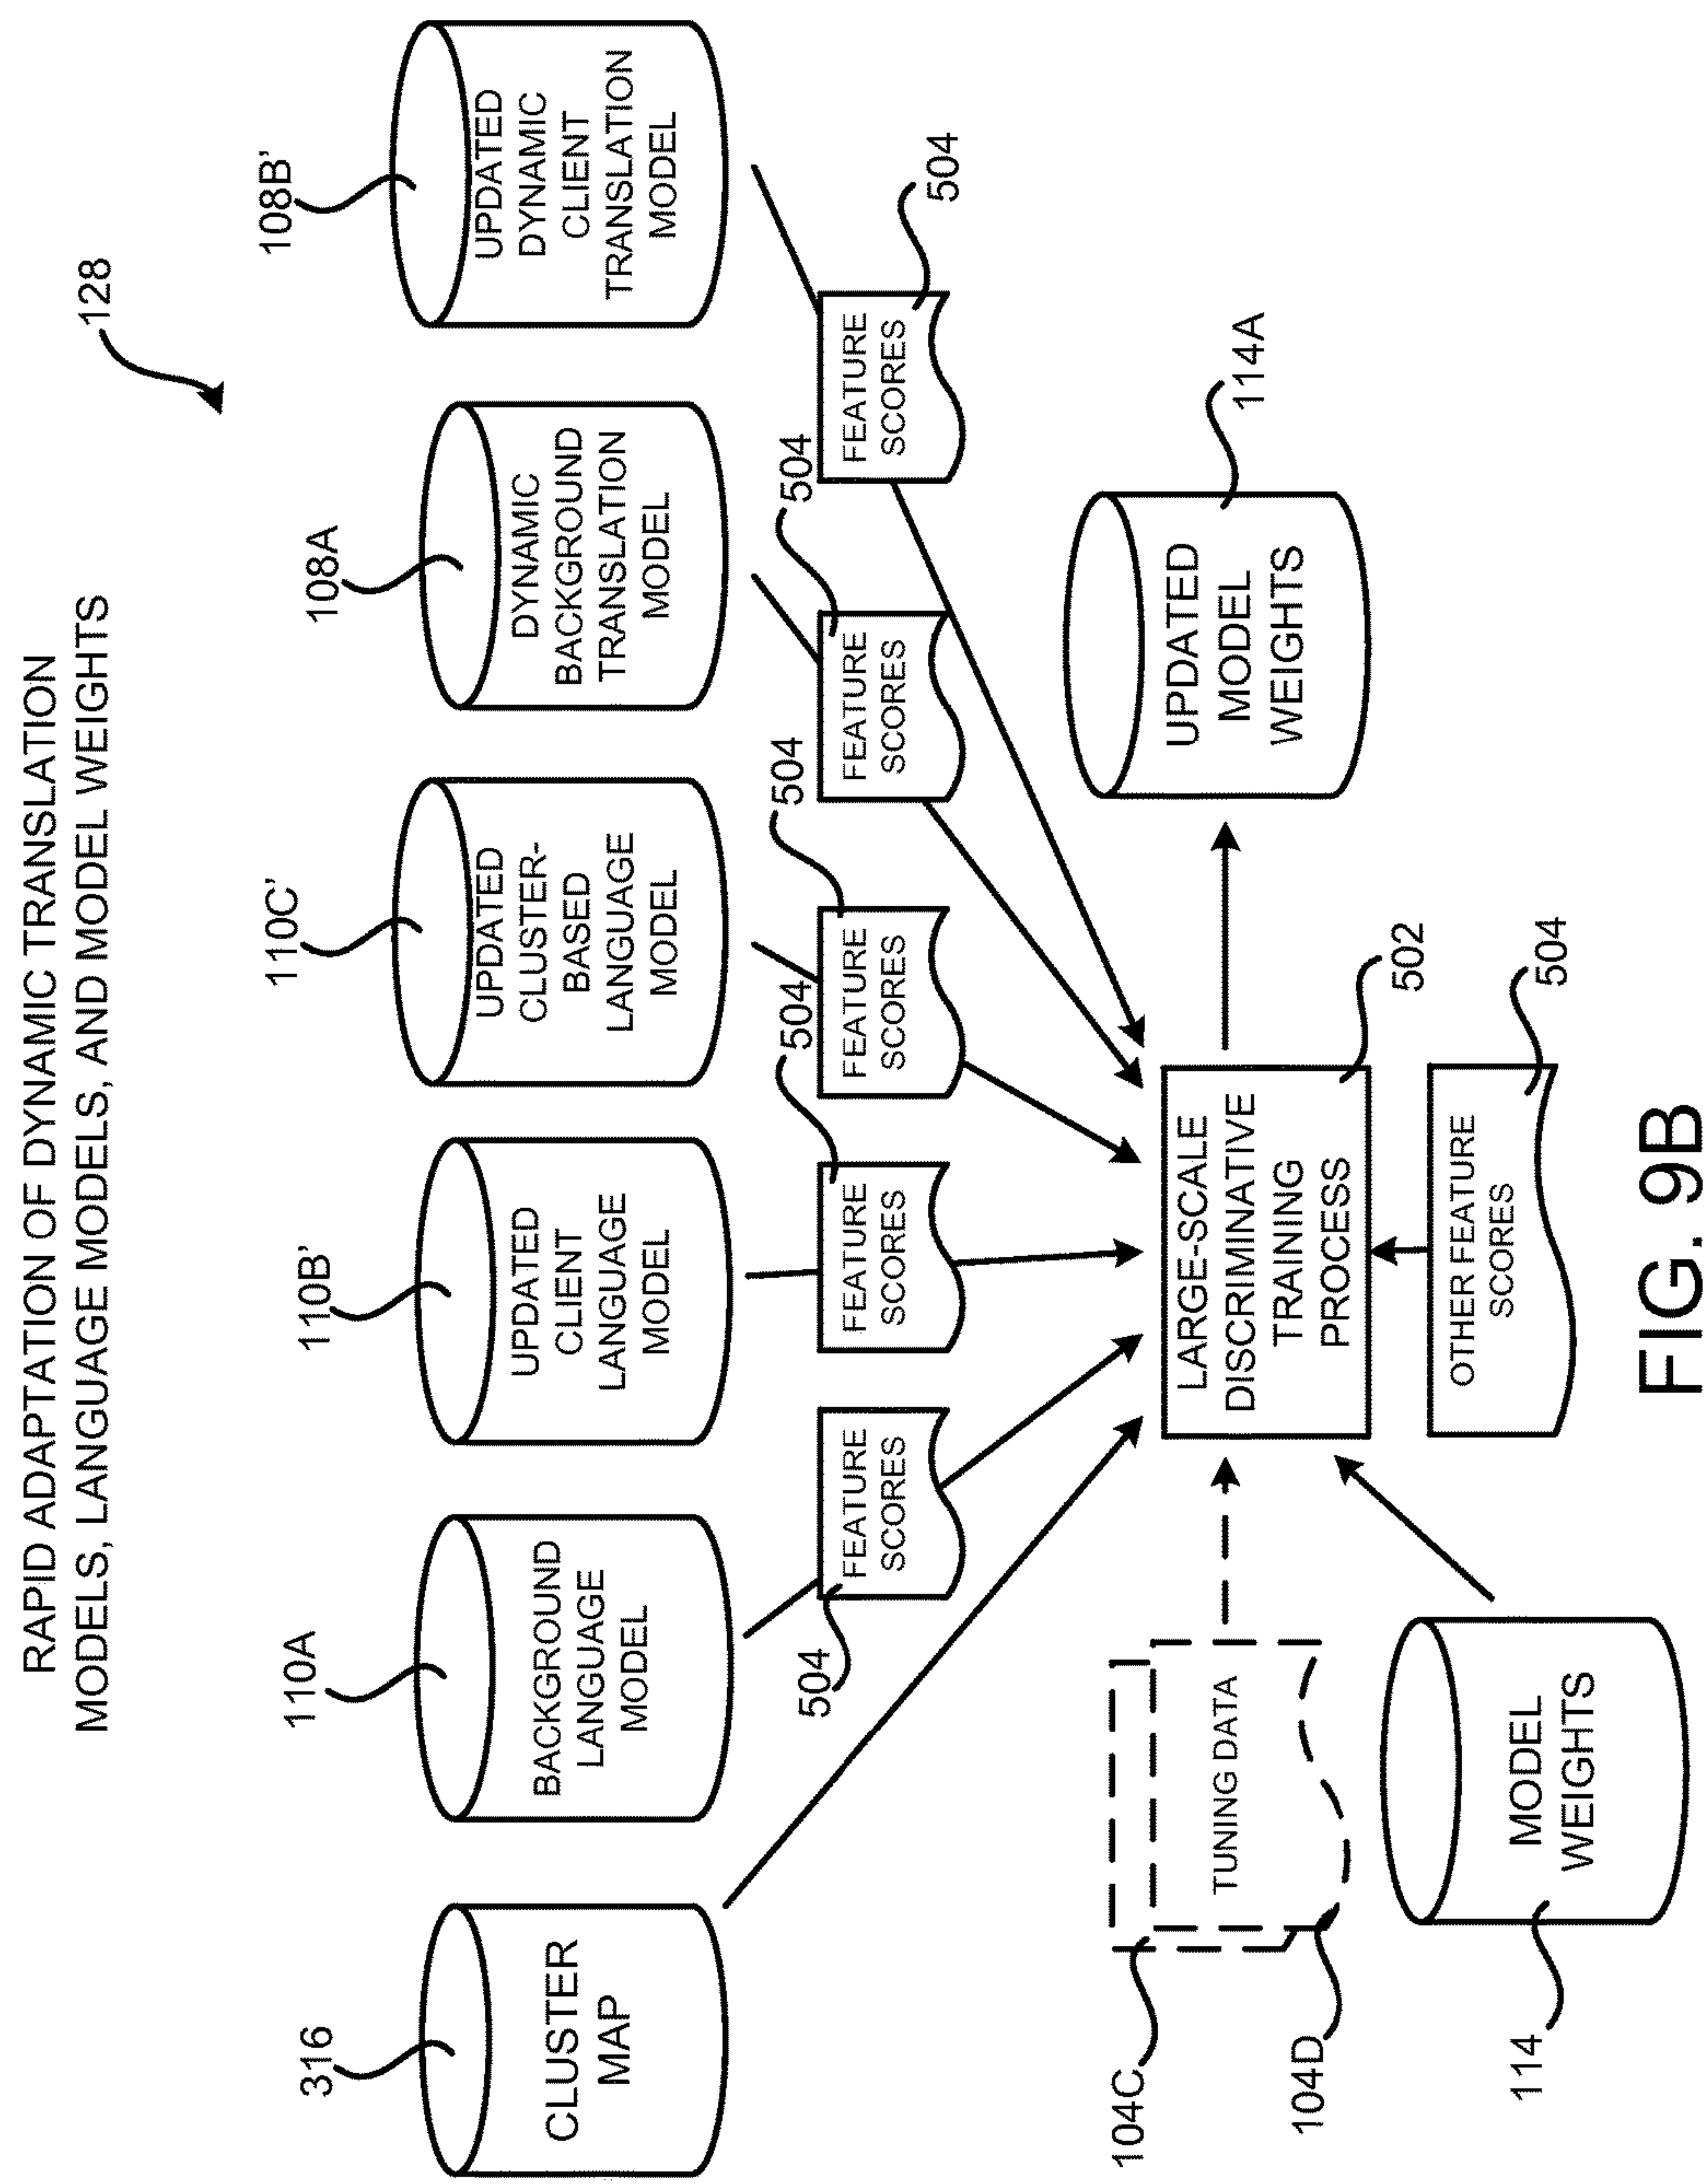 RAPID ADAPTATION OF DYNAMIC TRANSLATION
MODELS, LANGUAGE MODELS, AND MODEL WEIGHTS
128
316
CLUSTER
MAP
110A
BACKGROUND
LANGUAGE
MODEL
110B'
UPDATED
CLIENT
LANGUAGE
MODEL
110C'
UPDATED
CLUSTER-
BASED
LANGUAGE
MODEL
108A
DYNAMIC
BACKGROUND
TRANSLATION
MODEL
108B'
UPDATED
DYNAMIC
CLIENT
TRANSLATION
MODEL
504
FEATURE
SCORES
504
FEATURE
SCORES
504
FEATURE
SCORES
504
FEATURE
SCORES
504
FEATURE
SCORES
104C
TUNING DATA
104D
LARGE-SCALE
DISCRIMINATIVE
TRAINING
PROCESS
502
UPDATED
MODEL
WEIGHTS
114A
114
MODEL
WEIGHTS
OTHER FEATURE
SCORES
504
FIG. 9B